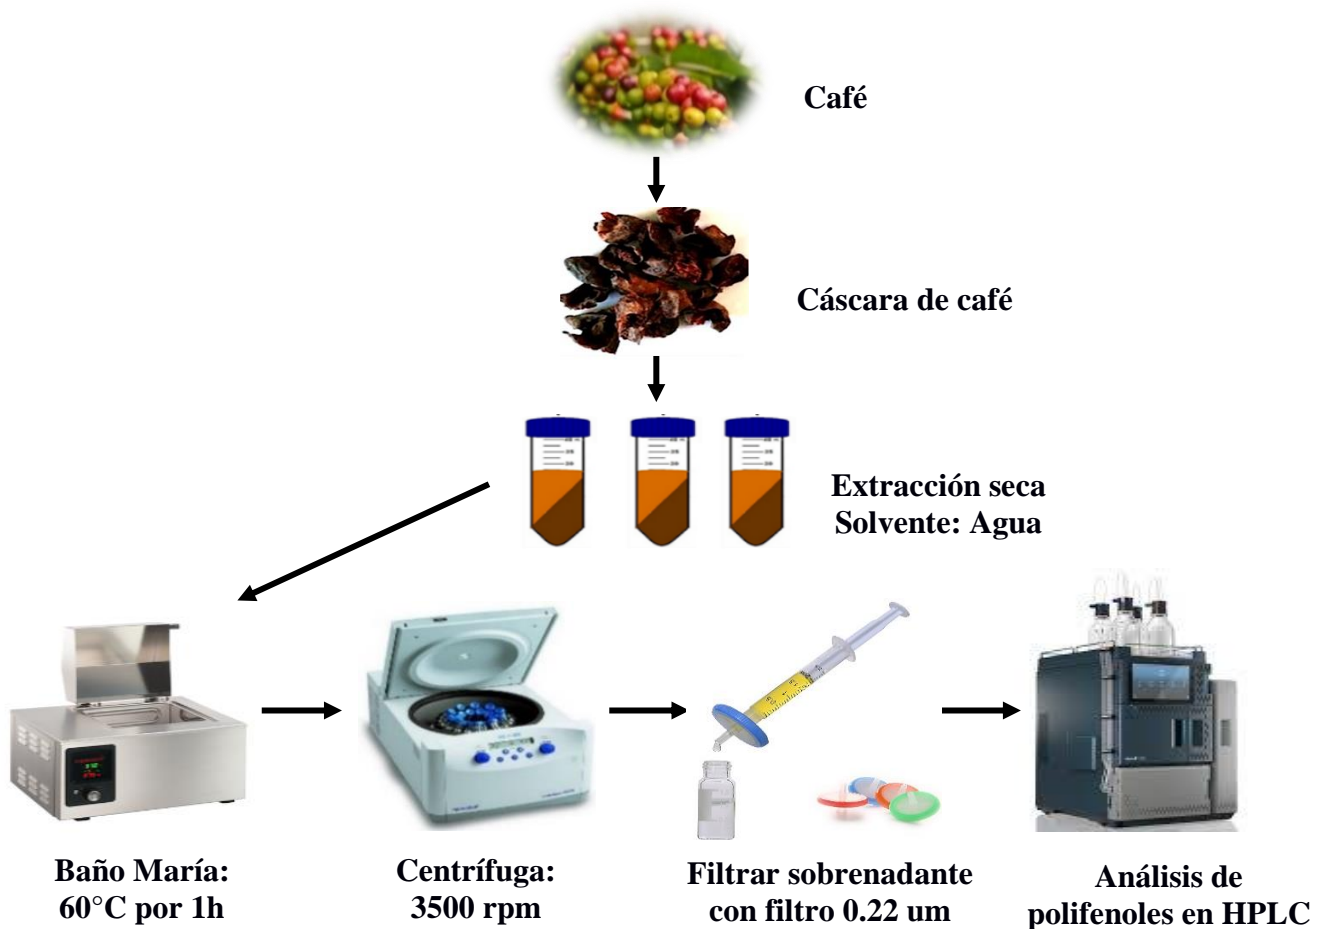 Café
Cáscara de café
Extracción seca
Solvente: Agua
Baño María:
60°C por 1h
Centrífuga:
3500 rpm
Filtrar sobrenadante
con filtro 0.22 um
Análisis de
polifenoles en HPLC